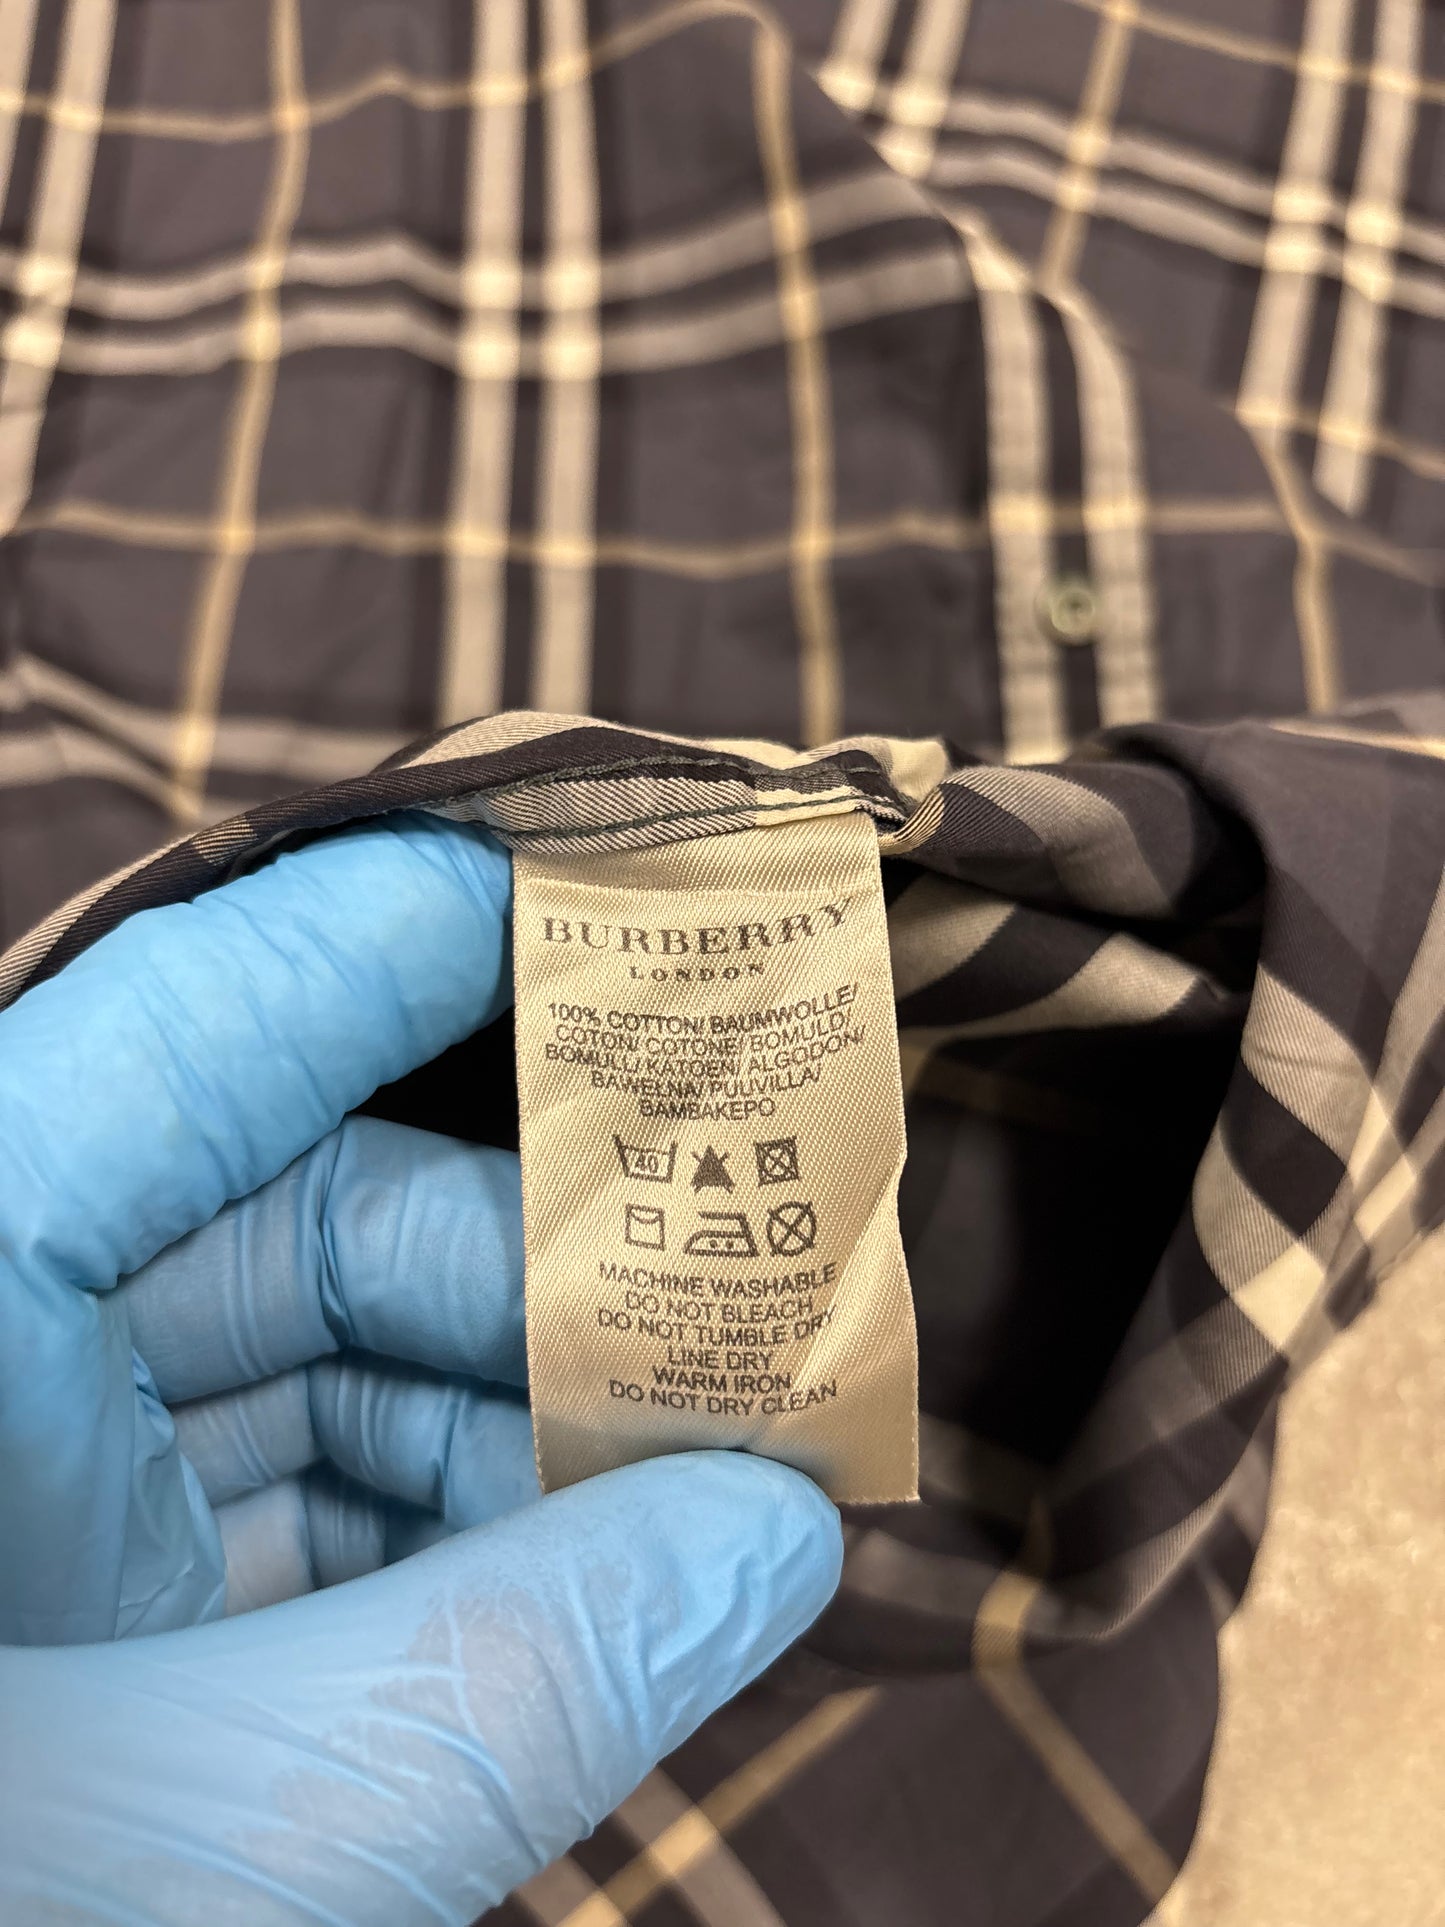 BURBERRY
LONDON
100% COTTON/ BAUMWOLLE/
COTON/ COTONE/ BOMULD/
BOMULL/ KATOEN/ ALGODON/
BAWEŁNA/ PUUVILLA/
BAMBAKEPO
40
MACHINE WASHABLE
DO NOT BLEACH
DO NOT TUMBLE DRY
LINE DRY
WARM IRON
DO NOT DRY CLEAN